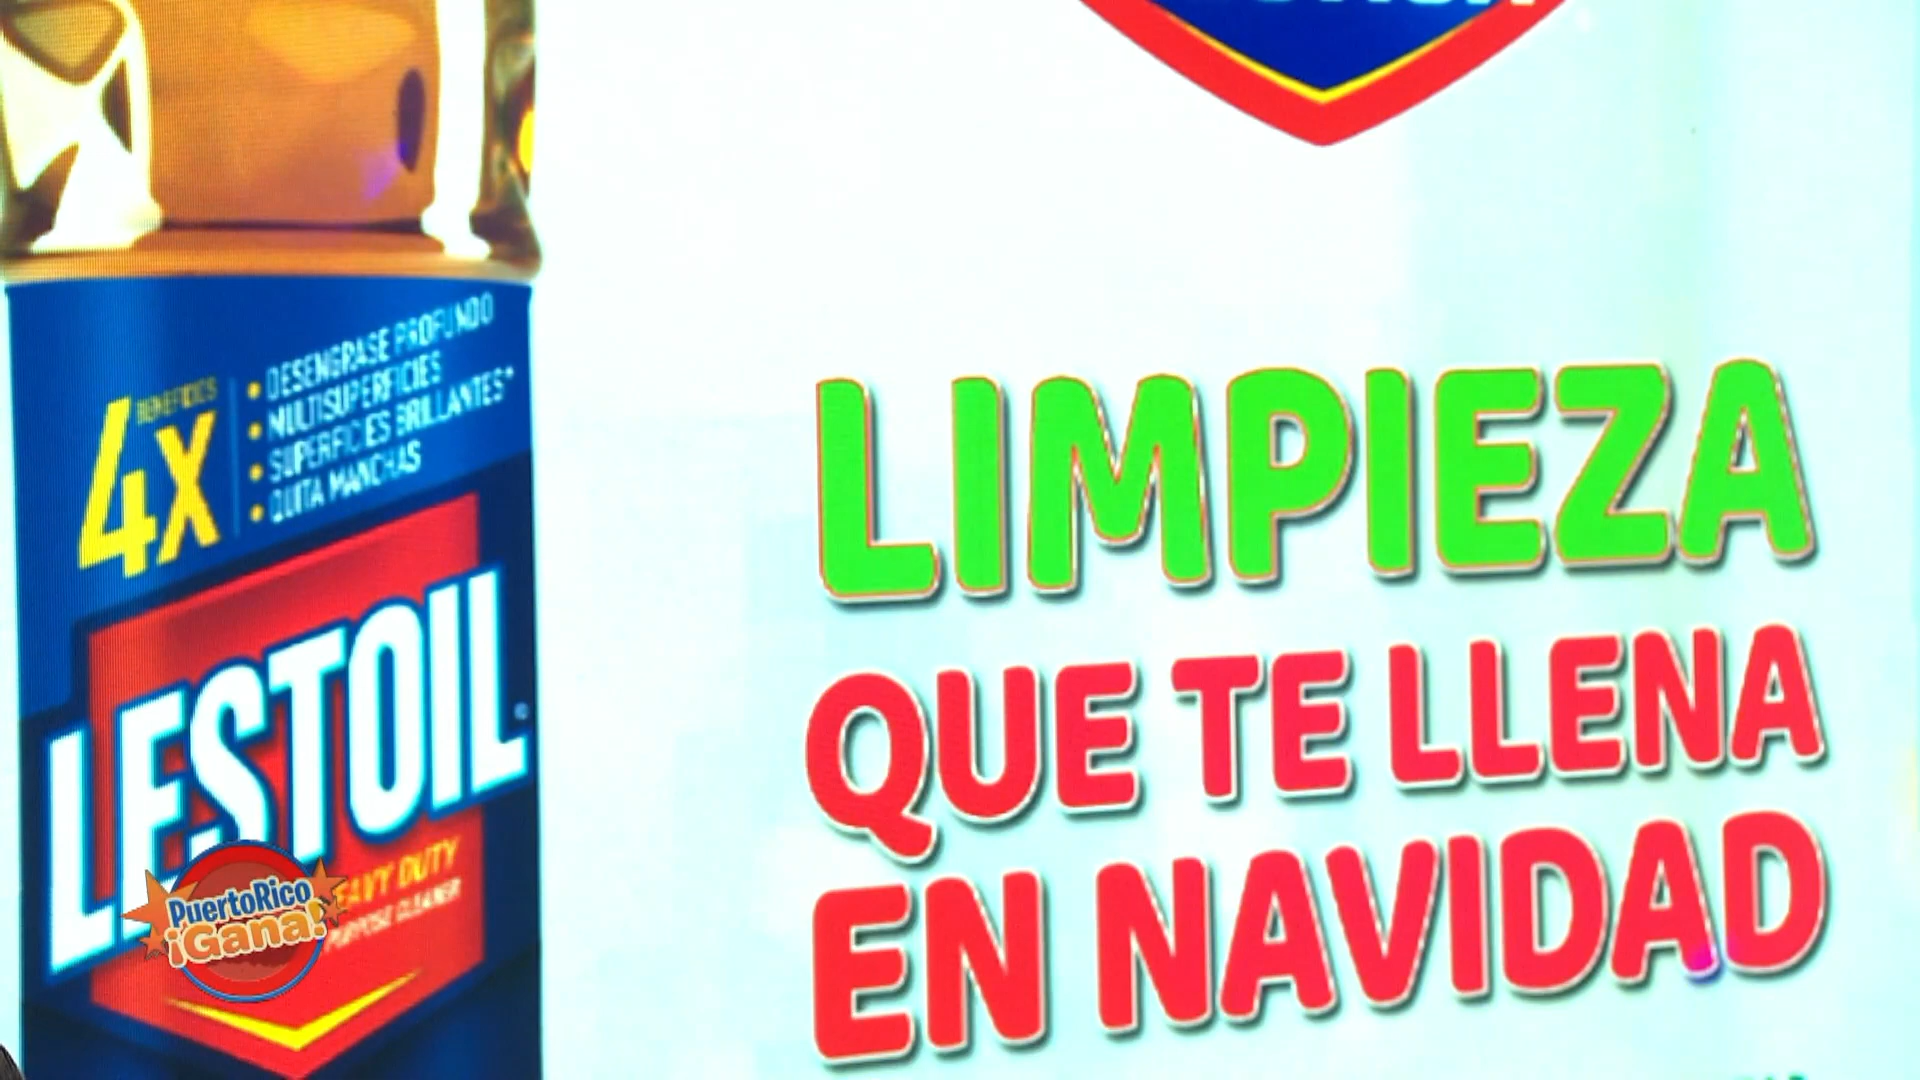 4X
BENEFICIOS
• DESENGRASE PROFUNDO
• MULTISUPERFICIES
• SUPERFICIES BRILLANTES*
• QUITA MANCHAS
LESTOIL
HEAVY DUTY
PURPOSE CLEANER
PuertoRico
¡Gana!
LIMPIEZA
QUE TE LLENA
EN NAVIDAD